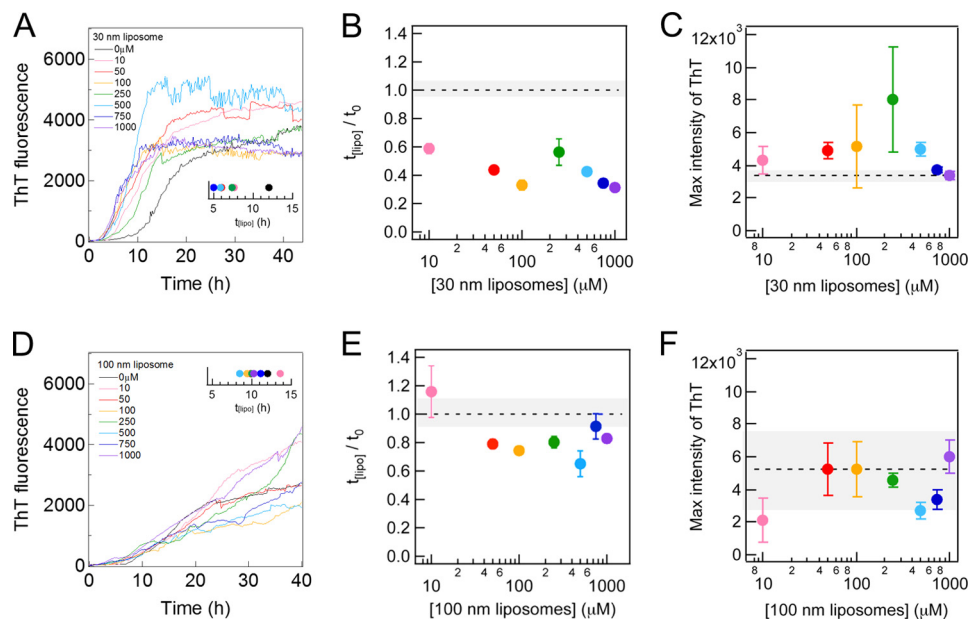 A
30 nm liposome
0μM
10
50
100
250
500
750
1000
ThT fluorescence
6000
4000
2000
0
5 10 15
t[lipo] (h)
0 10 20 30 40
Time (h)
B
t[lipo] / t0
1.4
1.2
1.0
0.8
0.6
0.4
0.2
0.0
2 4 6 2 4 6
10 100 1000
[30 nm liposomes] (μM)
C
Max intensity of ThT
12x10³
10
8
6
4
2
0
8 2 4 6 8 2 4 6 8
10 100 1000
[30 nm liposomes] (μM)
D
100 nm liposome
0μM
10
50
100
250
500
750
1000
ThT fluorescence
6000
4000
2000
0
5 10 15
t[lipo] (h)
0 10 20 30 40
Time (h)
E
t[lipo] / t0
1.4
1.2
1.0
0.8
0.6
0.4
0.2
0.0
2 4 6 2 4 6
10 100 1000
[100 nm liposomes] (μM)
F
Max intensity of ThT
12x10³
10
8
6
4
2
0
8 2 4 6 8 2 4 6 8
10 100 1000
[100 nm liposomes] (μM)